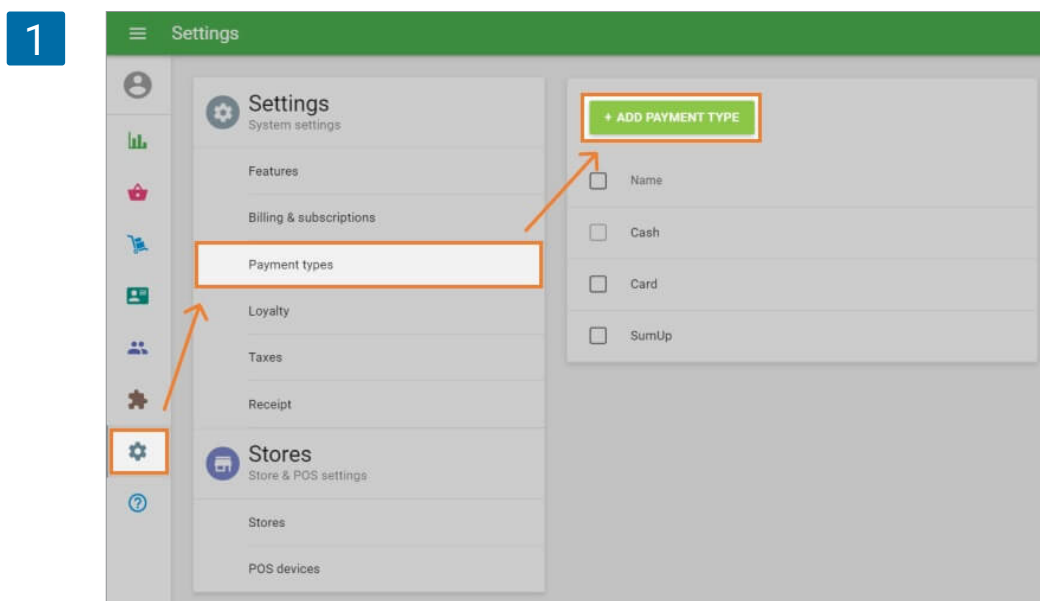 1
Settings
Settings
System settings
Features
Billing & subscriptions
Payment types
Loyalty
Taxes
Receipt
Stores
Store & POS settings
Stores
POS devices
+ ADD PAYMENT TYPE
Name
Cash
Card
SumUp